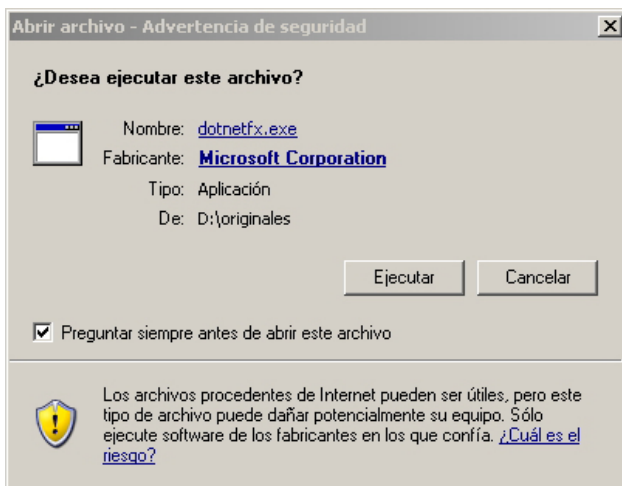 Abrir archivo - Advertencia de seguridad
¿Desea ejecutar este archivo?
Nombre: dotnetfx.exe
Fabricante: Microsoft Corporation
Tipo: Aplicación
De: D:\originales
Ejecutar Cancelar
Preguntar siempre antes de abrir este archivo
Los archivos procedentes de Internet pueden ser útiles, pero este
tipo de archivo puede dañar potencialmente su equipo. Sólo
ejecute software de los fabricantes en los que confía. ¿Cuál es el
riesgo?